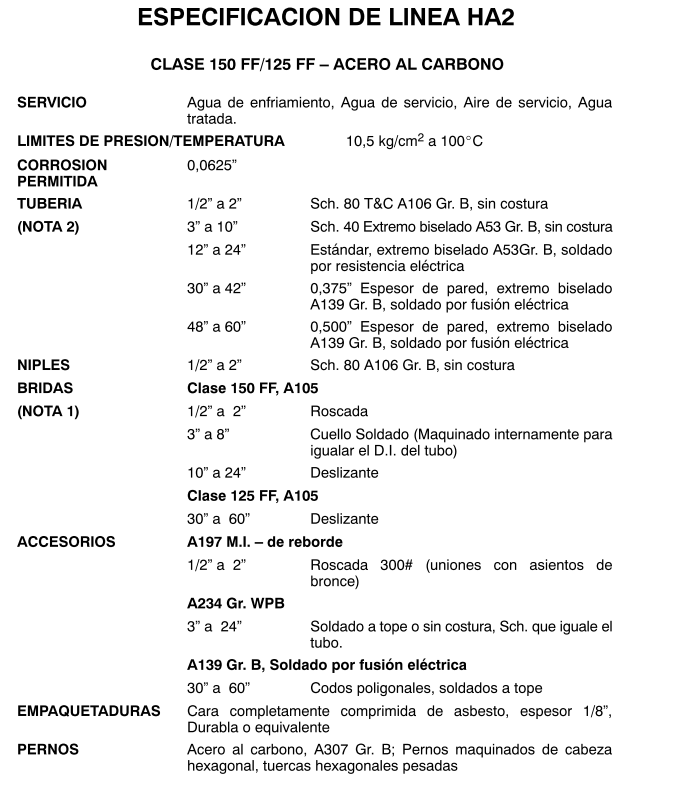 ESPECIFICACION DE LINEA HA2
CLASE 150 FF/125 FF – ACERO AL CARBONO
SERVICIO Agua de enfriamiento, Agua de servicio, Aire de servicio, Agua
tratada.
LIMITES DE PRESION/TEMPERATURA 10,5 kg/cm² a 100°C
CORROSION 0,0625”
PERMITIDA
TUBERIA 1/2” a 2” Sch. 80 T&C A106 Gr. B, sin costura
(NOTA 2) 3” a 10” Sch. 40 Extremo biselado A53 Gr. B, sin costura
12” a 24” Estándar, extremo biselado A53Gr. B, soldado
por resistencia eléctrica
30” a 42” 0,375” Espesor de pared, extremo biselado
A139 Gr. B, soldado por fusión eléctrica
48” a 60” 0,500” Espesor de pared, extremo biselado
A139 Gr. B, soldado por fusión eléctrica
NIPLES 1/2” a 2” Sch. 80 A106 Gr. B, sin costura
BRIDAS Clase 150 FF, A105
(NOTA 1) 1/2” a 2” Roscada
3” a 8” Cuello Soldado (Maquinado internamente para
igualar el D.I. del tubo)
10” a 24” Deslizante
Clase 125 FF, A105
30” a 60” Deslizante
ACCESORIOS A197 M.I. – de reborde
1/2” a 2” Roscada 300# (uniones con asientos de
bronce)
A234 Gr. WPB
3” a 24” Soldado a tope o sin costura, Sch. que iguale el
tubo.
A139 Gr. B, Soldado por fusión eléctrica
30” a 60” Codos poligonales, soldados a tope
EMPAQUETADURAS Cara completamente comprimida de asbesto, espesor 1/8”,
Durabla o equivalente
PERNOS Acero al carbono, A307 Gr. B; Pernos maquinados de cabeza
hexagonal, tuercas hexagonales pesadas